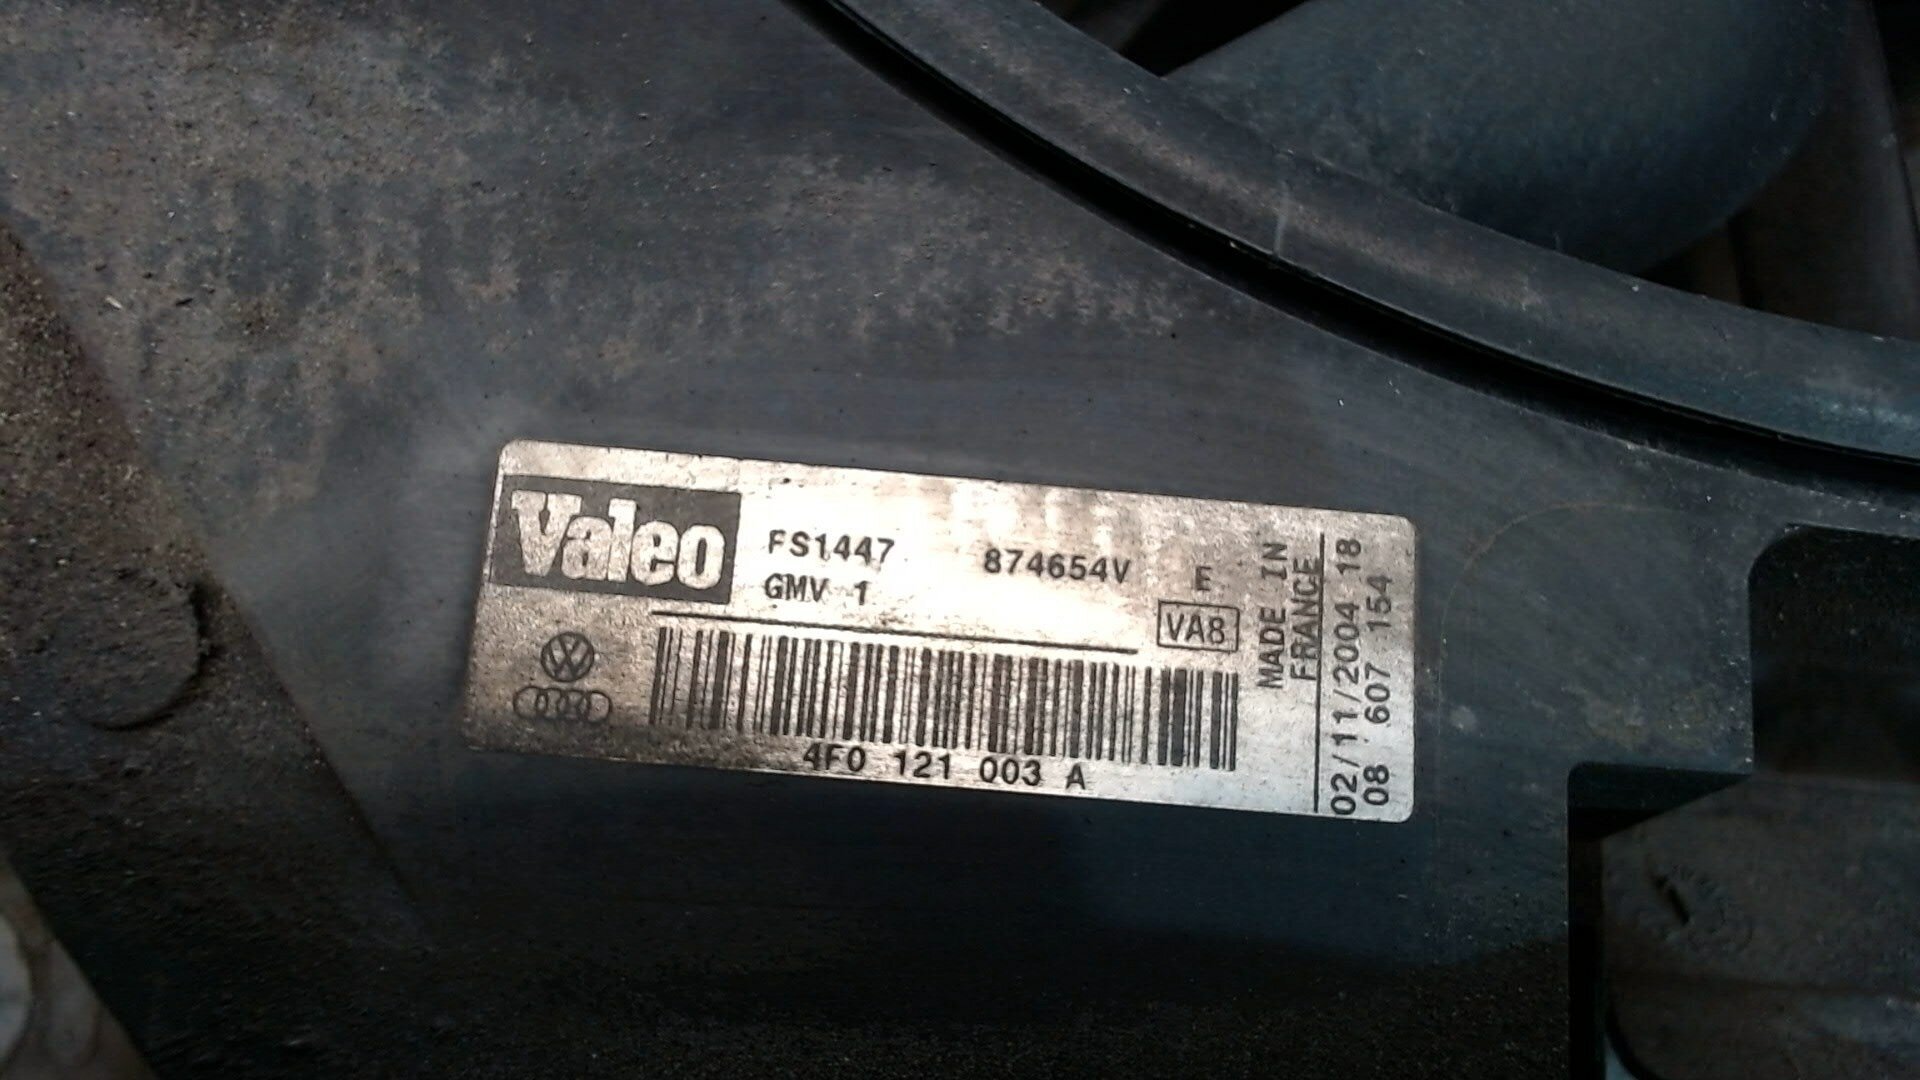 Valeo
FS1447 874654V E
GMV 1
VA8
4F0 121 003 A
MADE IN
FRANCE
02/11/2004 18
08 607 154